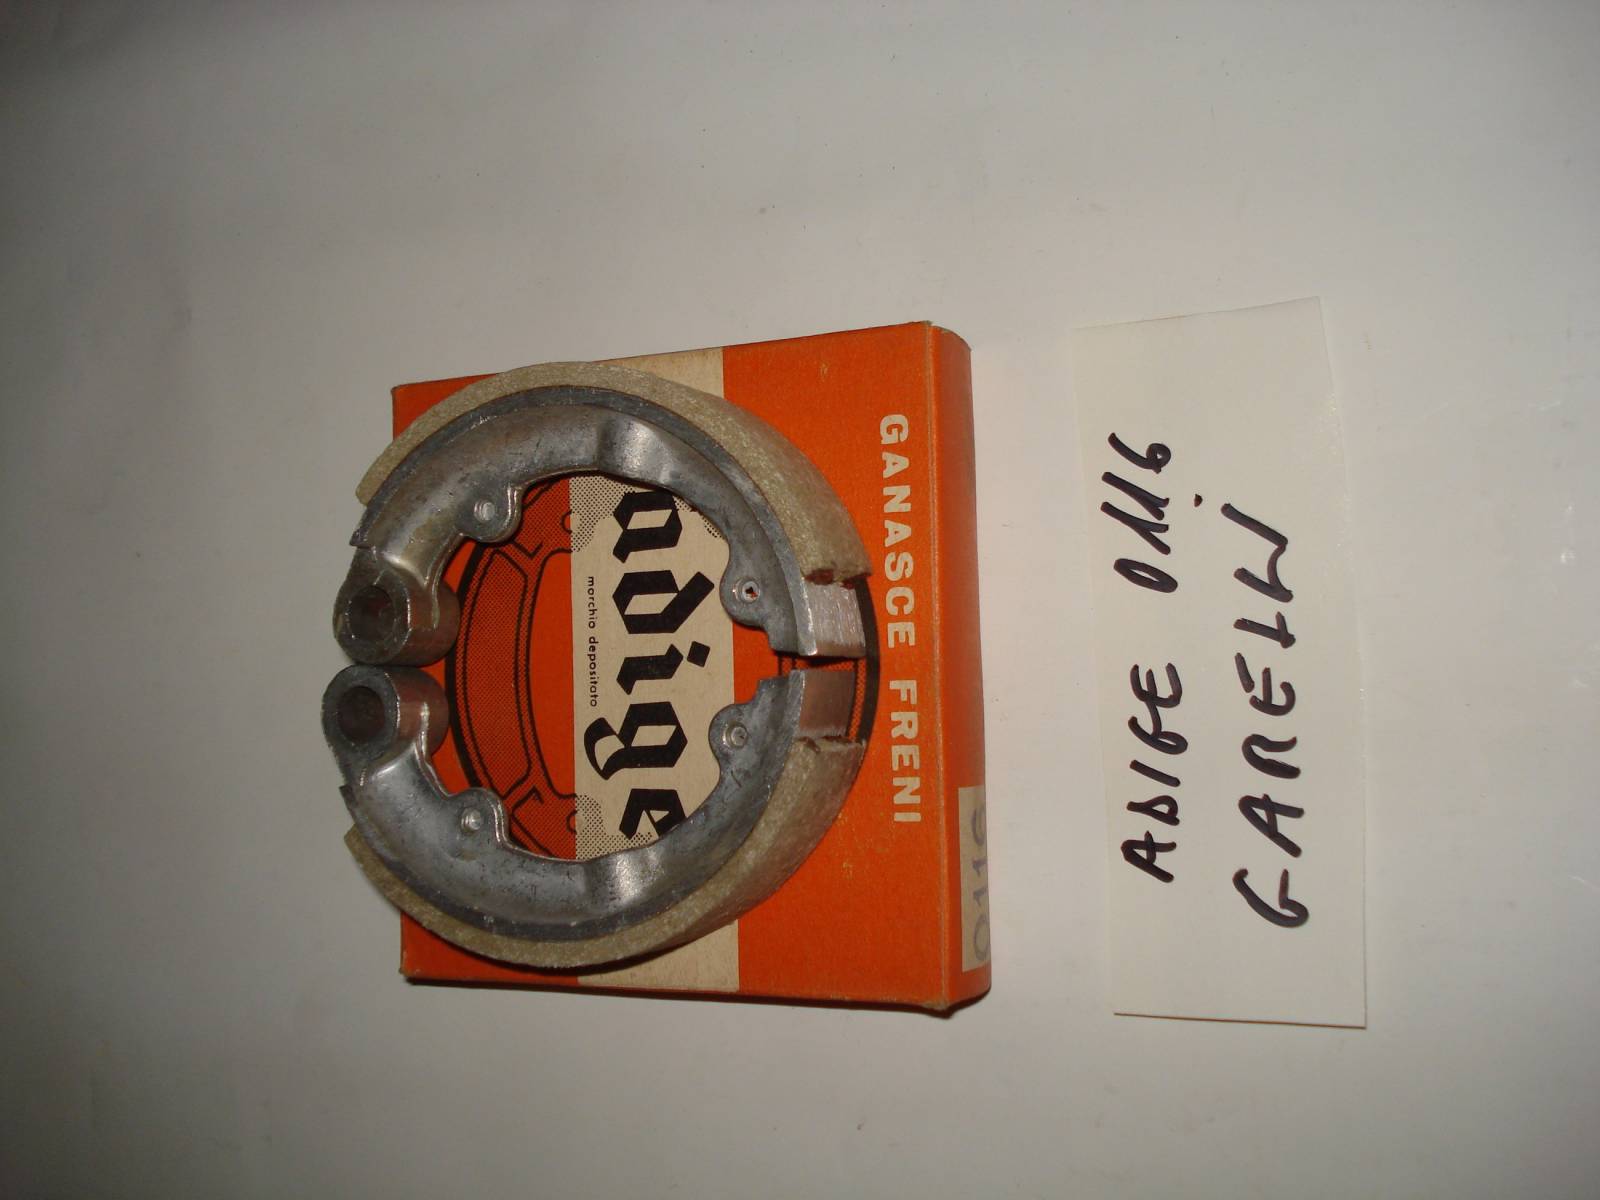 adige
marchio depositato
GANASCE FRENI
0116
ADIGE 0116
GARELLI